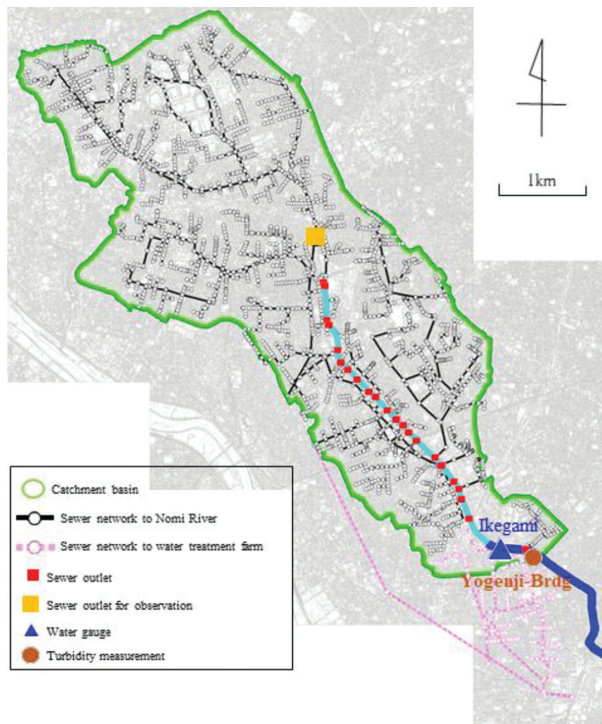 1km
Ikegami
Yogenji-Brdg
Catchment basin
Sewer network to Nomi River
Sewer network to water treatment farm
Sewer outlet
Sewer outlet for observation
Water gauge
Turbidity measurement